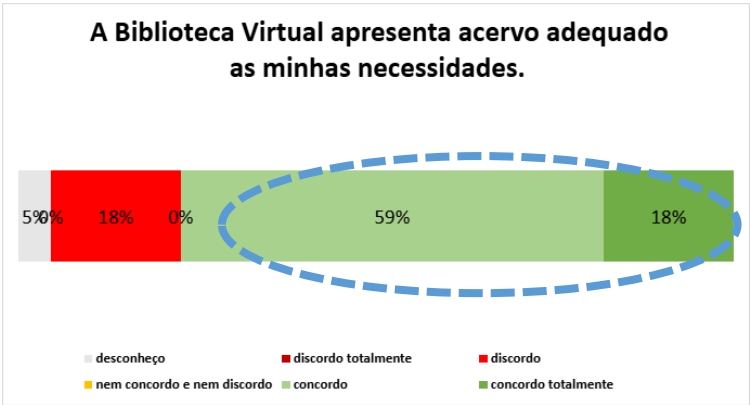 A Biblioteca Virtual apresenta acervo adequado
as minhas necessidades.
5% 0% 18% 0% 59% 18%
desconheço discordo totalmente discordo
nem concordo e nem discordo concordo concordo totalmente